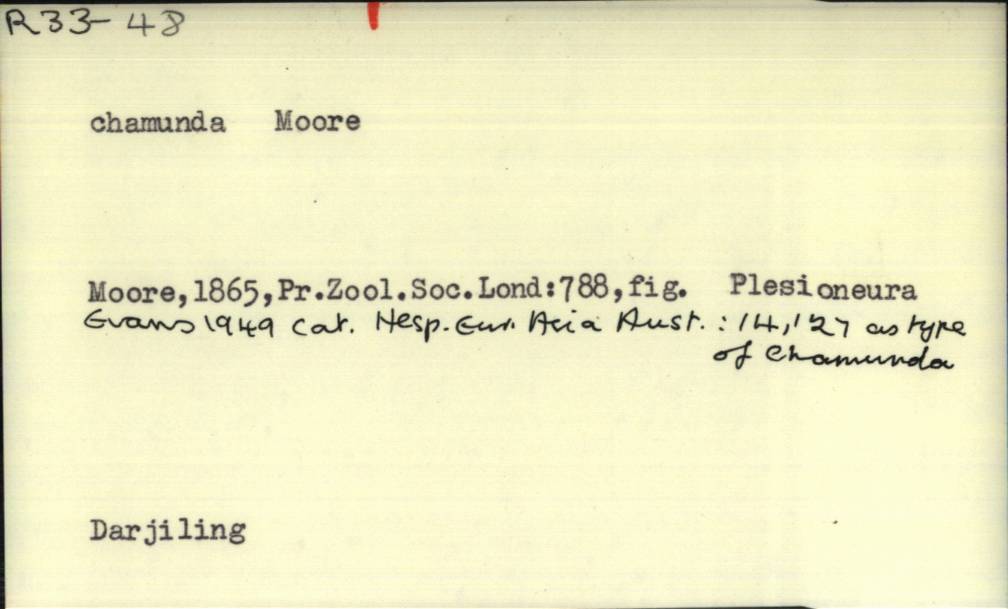 R33-48
chamunda Moore
Moore,1865,Pr.Zool.Soc.Lond:788,fig. Plesioneura
Evans 1949 Cat. Hesp. Eur. Asia Aust. : 14, 127 as type
of Chamunda
Darjiling